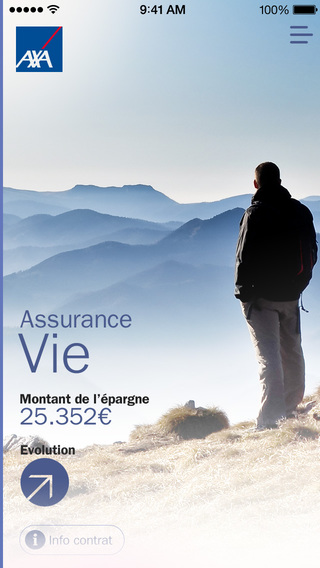 9:41 AM
100%
AXA
Assurance
Vie
Montant de l'épargne
25.352€
Evolution
i Info contrat